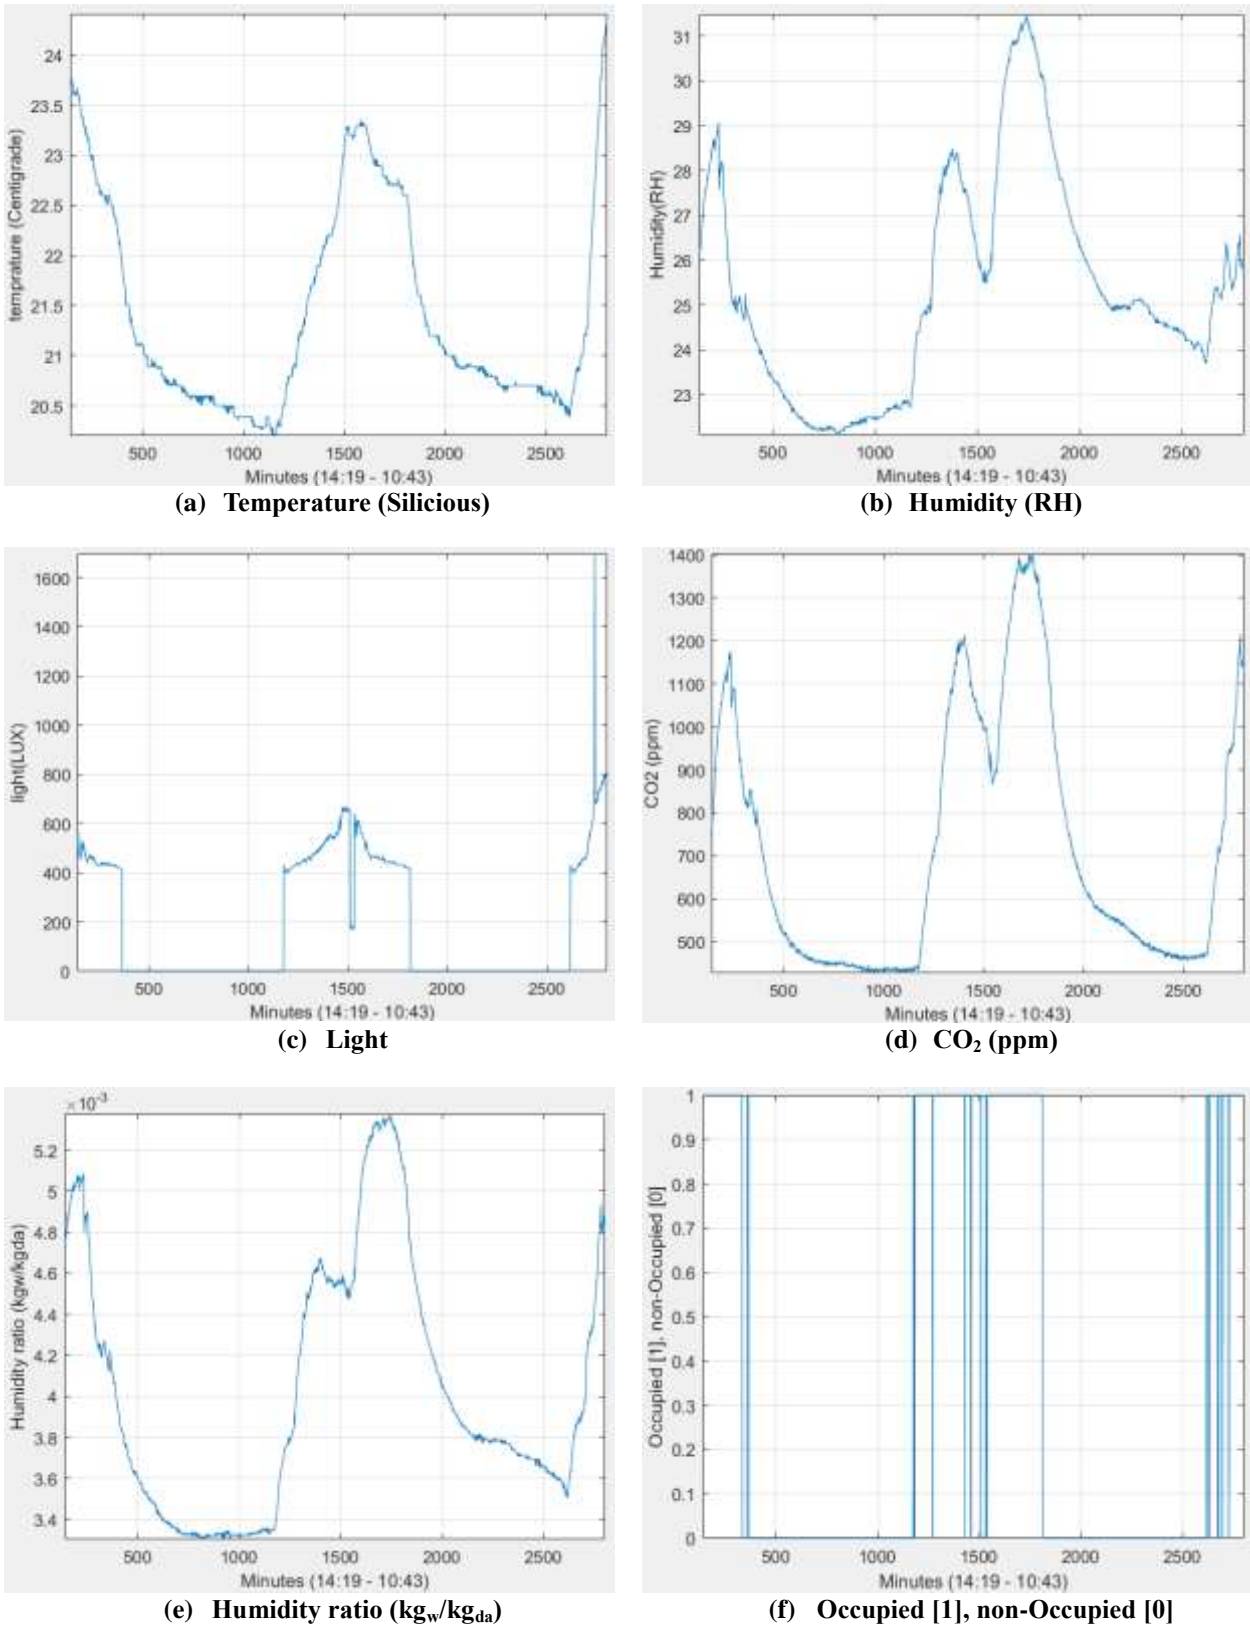 24
23.5
23
22.5
22
21.5
21
20.5
temprature (Centigrade)
500 1000 1500 2000 2500
Minutes (14:19 - 10:43)
(a) Temperature (Silicious)
31
30
29
28
27
26
25
24
23
Humidity(RH)
500 1000 1500 2000 2500
Minutes (14:19 - 10:43)
(b) Humidity (RH)
1600
1400
1200
1000
800
600
400
200
0
light(LUX)
500 1000 1500 2000 2500
Minutes (14:19 - 10:43)
(c) Light
1400
1300
1200
1100
1000
900
800
700
600
500
CO2 (ppm)
500 1000 1500 2000 2500
Minutes (14:19 - 10:43)
(d) CO₂ (ppm)
×10⁻³
5.2
5
4.8
4.6
4.4
4.2
4
3.8
3.6
3.4
Humidity ratio (kgw/kgda)
500 1000 1500 2000 2500
Minutes (14:19 - 10:43)
(e) Humidity ratio (kg_w/kg_da)
1
0.9
0.8
0.7
0.6
0.5
0.4
0.3
0.2
0.1
0
Occupied [1], non-Occupied [0]
500 1000 1500 2000 2500
Minutes (14:19 - 10:43)
(f) Occupied [1], non-Occupied [0]